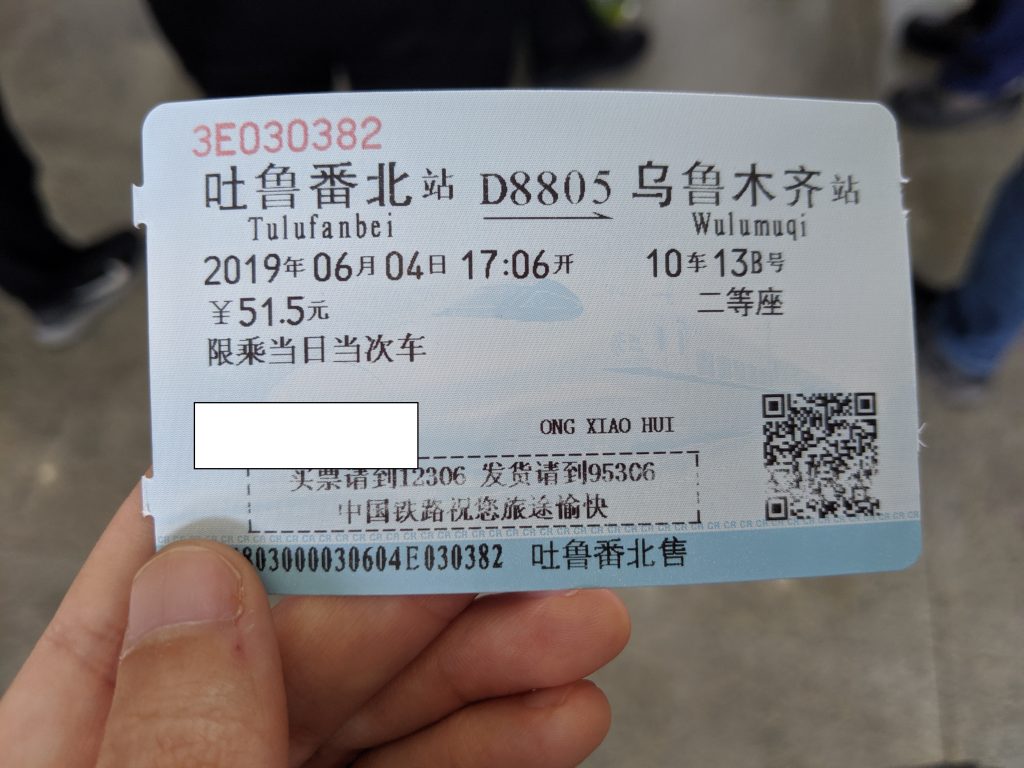 3E030382
吐鲁番北站 D8805 乌鲁木齐站
Tulufanbei Wulumuqi
2019年06月04日 17:06开 10车13B号
￥51.5元 二等座
限乘当日当次车
ONG XIAO HUI
买票请到12306 发货请到95306
中国铁路祝您旅途愉快
803000030604E030382 吐鲁番北售